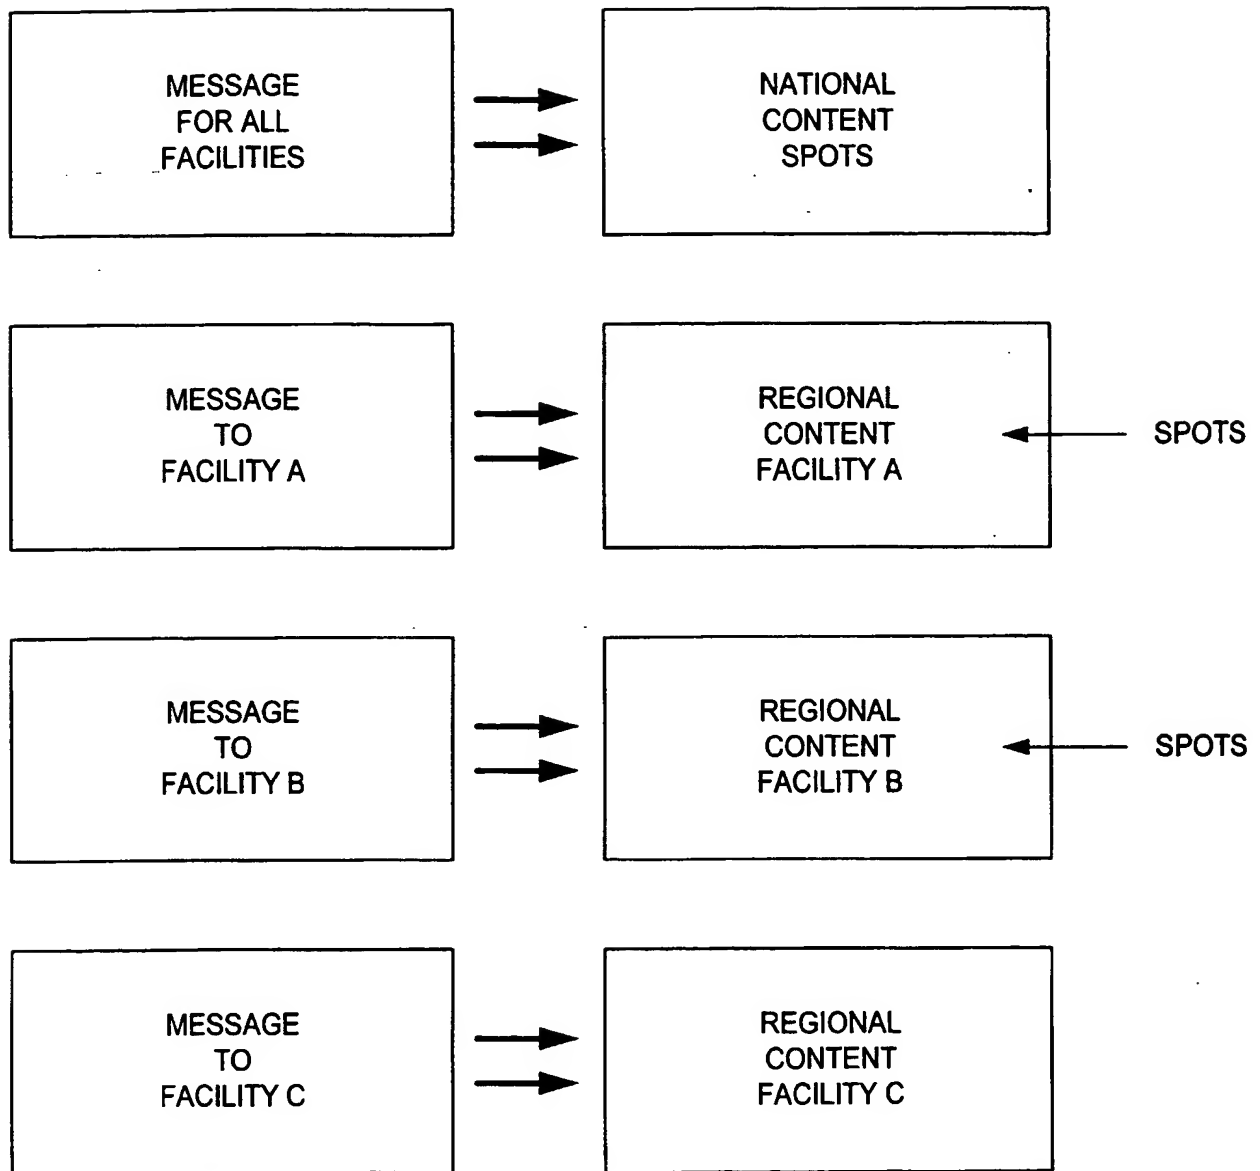 MESSAGE
FOR ALL
FACILITIES
NATIONAL
CONTENT
SPOTS
MESSAGE
TO
FACILITY A
REGIONAL
CONTENT
FACILITY A
SPOTS
MESSAGE
TO
FACILITY B
REGIONAL
CONTENT
FACILITY B
SPOTS
MESSAGE
TO
FACILITY C
REGIONAL
CONTENT
FACILITY C